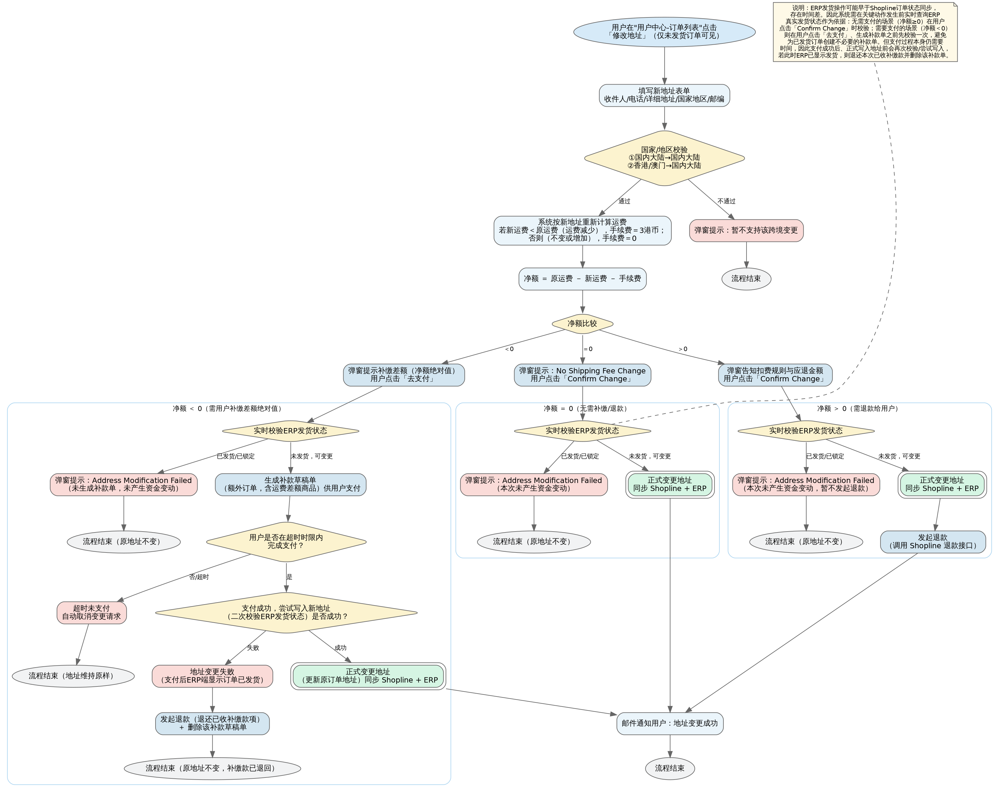 用户在"用户中心-订单列表"点击
「修改地址」（仅未发货订单可见）
说明：ERP发货操作可能早于Shopline订单状态同步，
存在时间差。因此系统需在关键动作发生前实时查询ERP
真实发货状态作为依据：无需支付的场景（净额≥0）在用户
点击「Confirm Change」时校验；需要支付的场景（净额＜0）
则在用户点击「去支付」、生成补款单之前先校验一次，避免
为已发货订单创建不必要的补款单。但支付过程本身仍需要
时间，因此支付成功后、正式写入地址前会再次校验/尝试写入，
若此时ERP已显示发货，则退还本次已收补缴款并删除该补款单。
填写新地址表单
收件人/电话/详细地址/国家地区/邮编
国家/地区校验
①国内大陆→国内大陆
②香港/澳门→国内大陆
通过
不通过
系统按新地址重新计算运费
若新运费＜原运费（运费减少），手续费＝3港币；
否则（不变或增加），手续费＝0
弹窗提示：暂不支持该跨境变更
净额 ＝ 原运费 － 新运费 － 手续费
流程结束
净额比较
＜0
＝0
＞0
弹窗提示补缴差额（净额绝对值）
用户点击「去支付」
弹窗提示：No Shipping Fee Change
用户点击「Confirm Change」
弹窗告知扣费规则与应退金额
用户点击「Confirm Change」
净额 ＜ 0（需用户补缴差额绝对值）
净额 ＝ 0（无需补缴/退款）
净额 ＞ 0（需退款给用户）
实时校验ERP发货状态
实时校验ERP发货状态
实时校验ERP发货状态
已发货/已锁定
未发货，可变更
已发货/已锁定
未发货，可变更
已发货/已锁定
未发货，可变更
弹窗提示：Address Modification Failed
（未生成补款单，未产生资金变动）
生成补款草稿单
（额外订单，含运费差额商品）供用户支付
弹窗提示：Address Modification Failed
（本次未产生资金变动）
正式变更地址
同步 Shopline + ERP
弹窗提示：Address Modification Failed
（本次未产生资金变动，暂不发起退款）
正式变更地址
同步 Shopline + ERP
流程结束（原地址不变）
用户是否在超时时限内
完成支付？
流程结束（原地址不变）
流程结束（原地址不变）
发起退款
（调用 Shopline 退款接口）
否/超时
是
超时未支付
自动取消变更请求
支付成功，尝试写入新地址
（二次校验ERP发货状态）是否成功？
失败
成功
流程结束（地址维持原样）
地址变更失败
（支付后ERP端显示订单已发货）
正式变更地址
（更新原订单地址）同步 Shopline + ERP
发起退款（退还已收补缴款项）
＋ 删除该补款草稿单
邮件通知用户：地址变更成功
流程结束（原地址不变，补缴款已退回）
流程结束